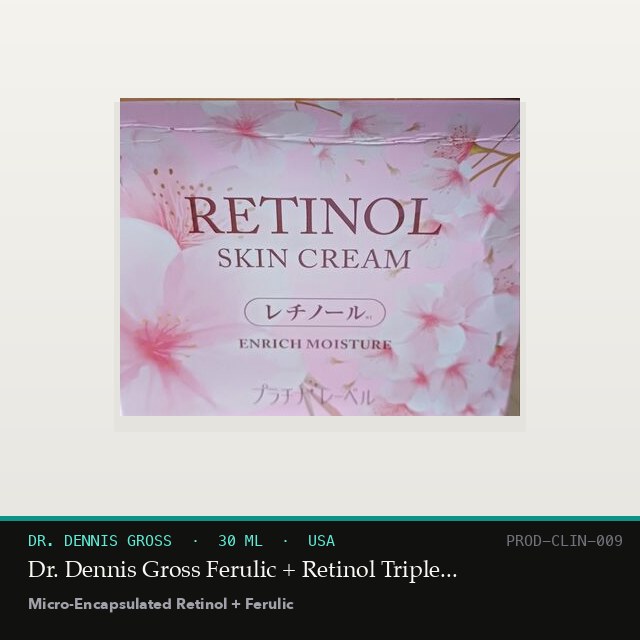 RETINOL
SKIN CREAM
レチノール※1
ENRICH MOISTURE
プラチナレーベル
DR. DENNIS GROSS · 30 ML · USA
PROD–CLIN–009
Dr. Dennis Gross Ferulic + Retinol Triple...
Micro-Encapsulated Retinol + Ferulic